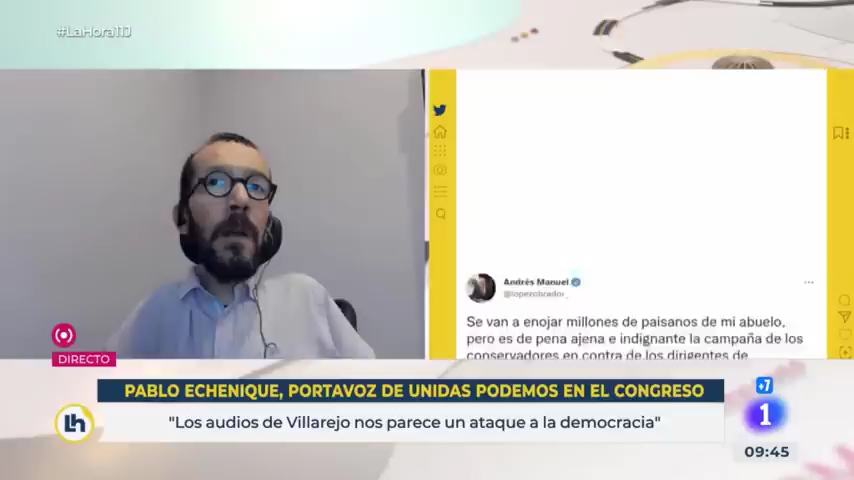 #LaHora11J
Andrés Manuel
@lopezobrador_
Se van a enojar millones de paisanos de mi abuelo,
pero es de pena ajena e indignante la campaña de los
conservadores en contra de los dirigentes de
DIRECTO
PABLO ECHENIQUE, PORTAVOZ DE UNIDAS PODEMOS EN EL CONGRESO
"Los audios de Villarejo nos parece un ataque a la democracia"
Lh
+7
1
09:45